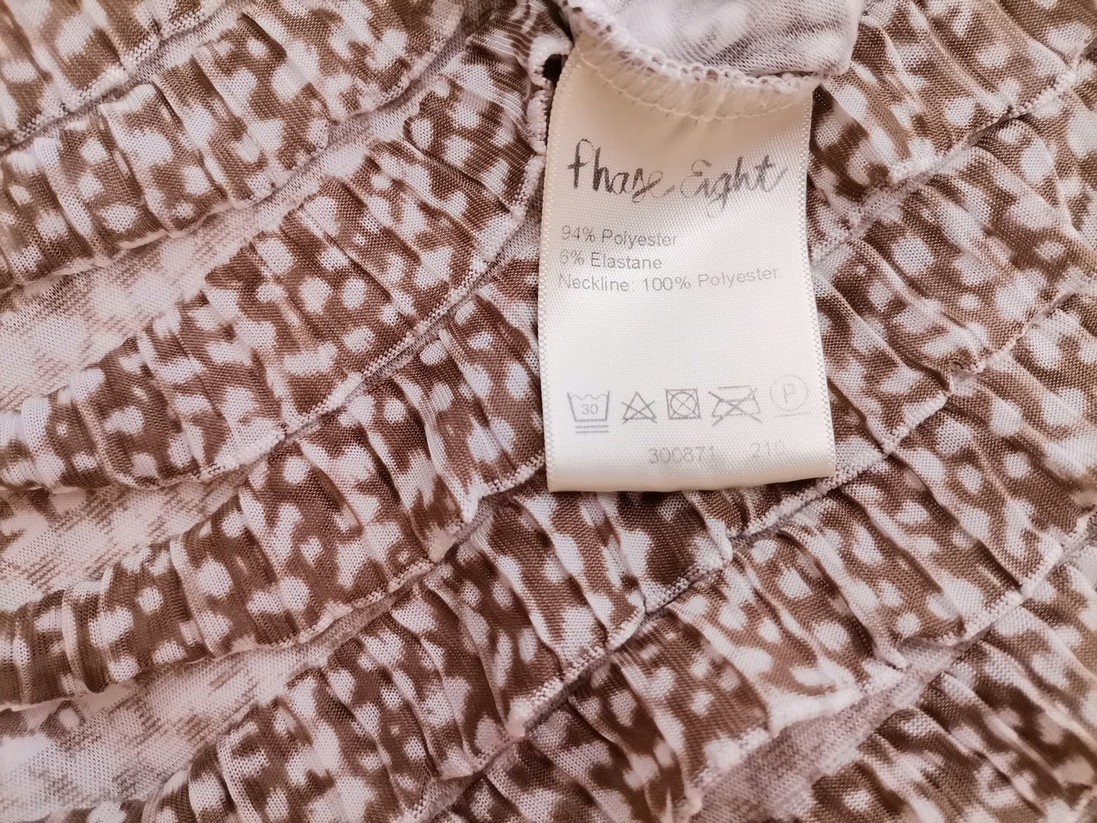 Phase Eight
94% Polyester
6% Elastane
Neckline: 100% Polyester
30 P
300871 210